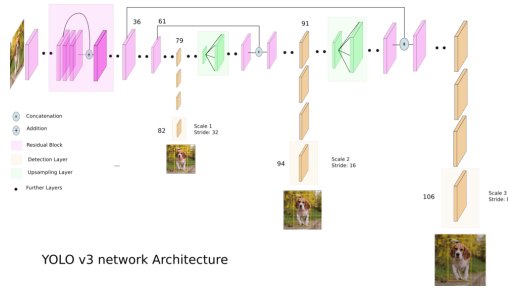 36
61
91
79
82
Scale 1
Stride: 32
94
Scale 2
Stride: 16
106
Scale 3
Stride:
Concatenation
Addition
Residual Block
Detection Layer
Upsampling Layer
Further Layers
...
YOLO v3 network Architecture